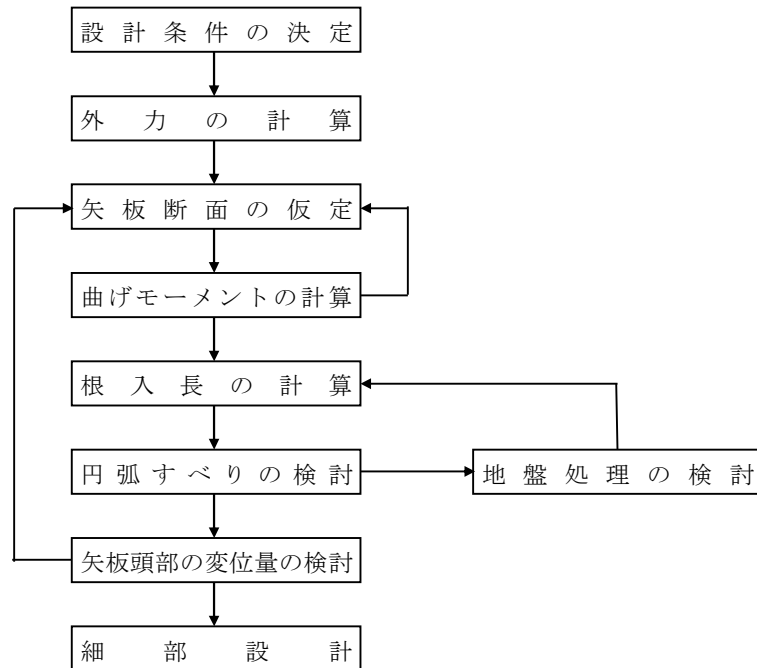 設計条件の決定
外力の計算
矢板断面の仮定
曲げモーメントの計算
根入長の計算
円弧すべりの検討
地盤処理の検討
矢板頭部の変位量の検討
細部設計